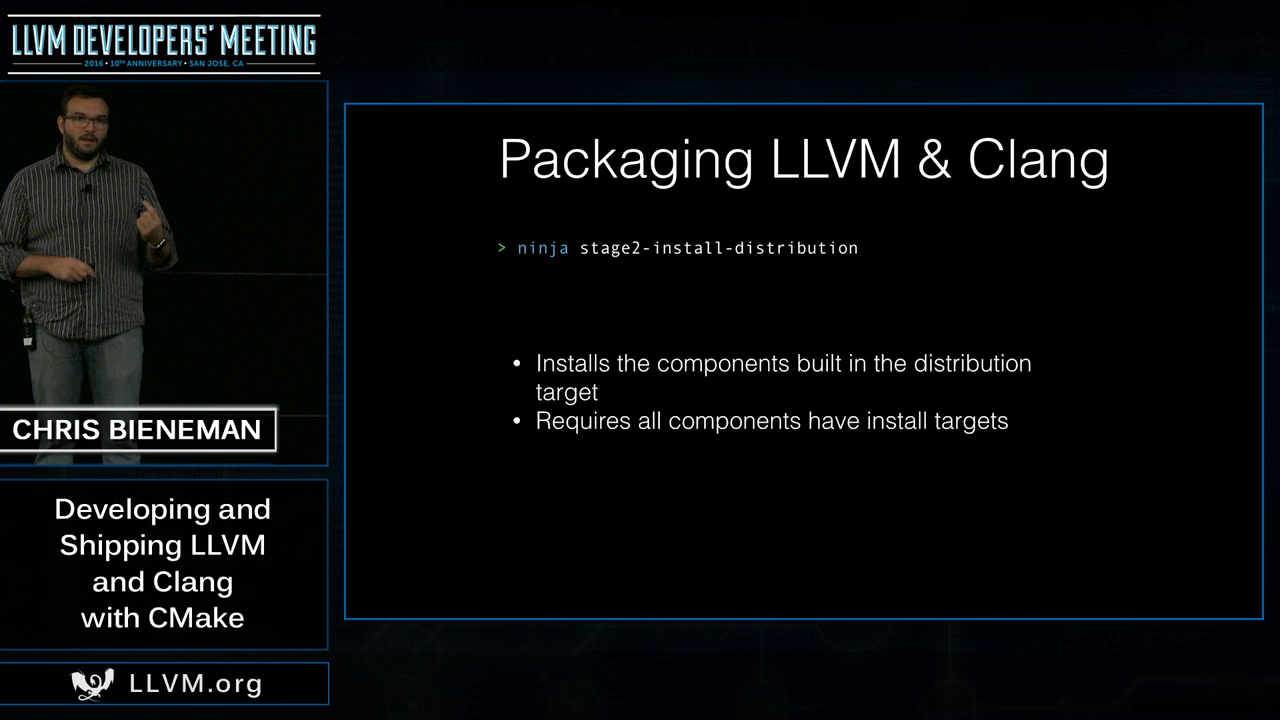 LLVM DEVELOPERS' MEETING
2016 • 10TH ANNIVERSARY • SAN JOSE, CA
CHRIS BIENEMAN
Developing and
Shipping LLVM
and Clang
with CMake
LLVM.org
Packaging LLVM & Clang
> ninja stage2-install-distribution
• Installs the components built in the distribution
target
• Requires all components have install targets